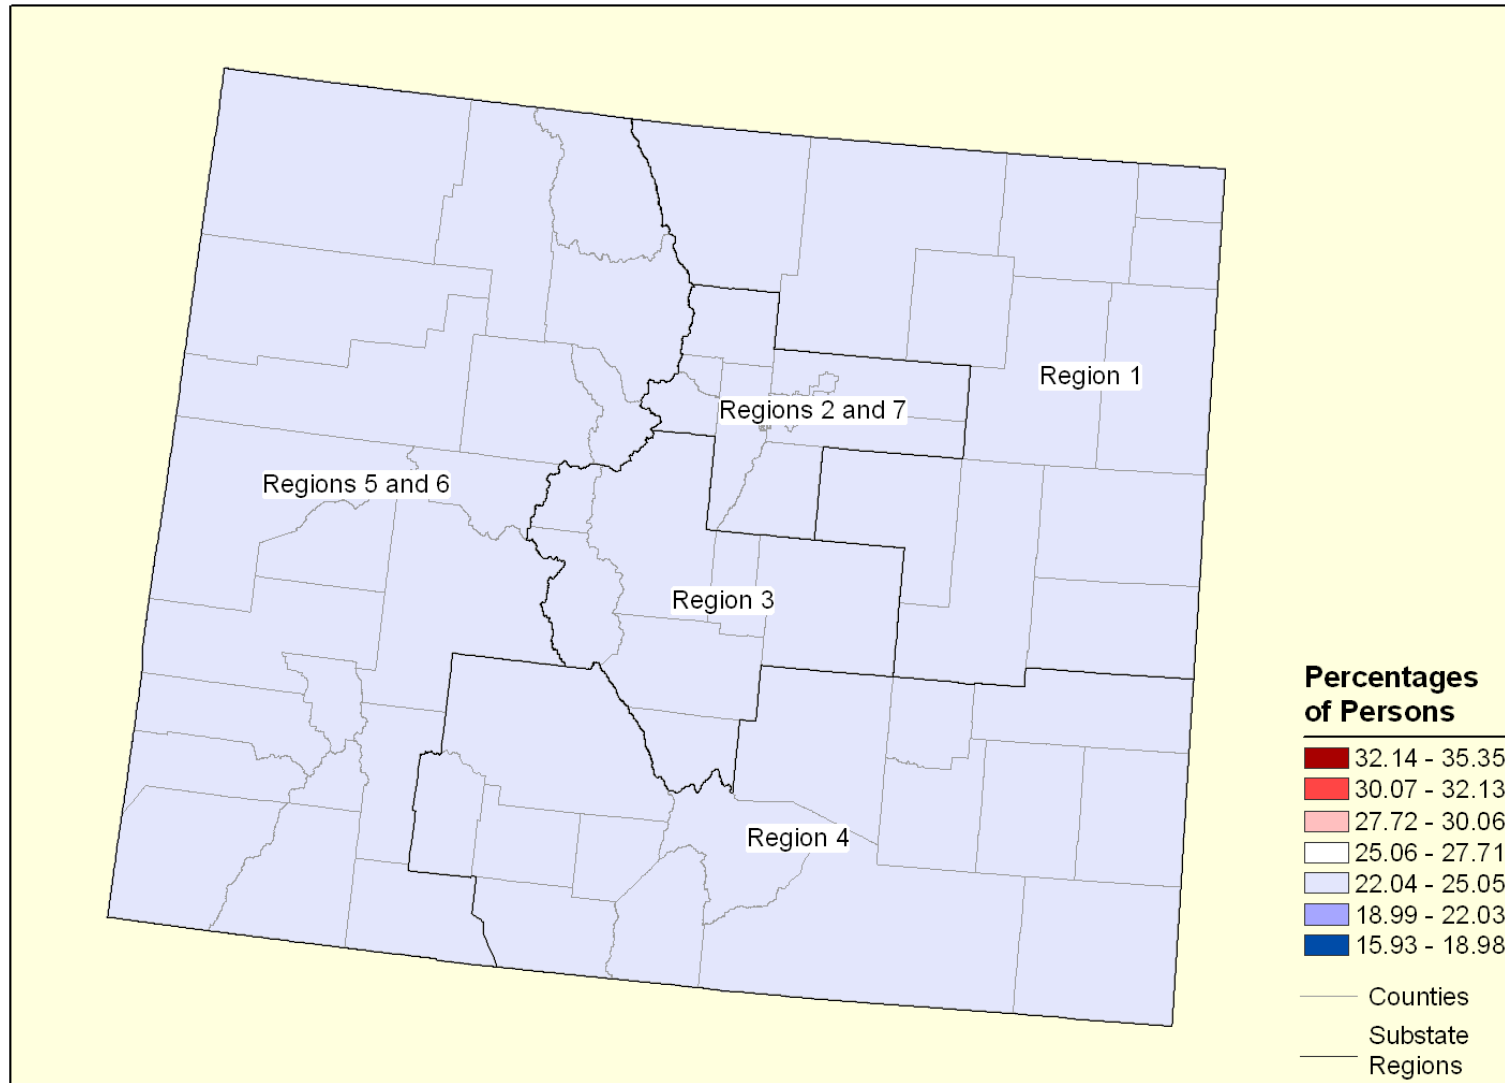 Region 1
Regions 2 and 7
Regions 5 and 6
Region 3
Region 4
Percentages
of Persons
32.14 - 35.35
30.07 - 32.13
27.72 - 30.06
25.06 - 27.71
22.04 - 25.05
18.99 - 22.03
15.93 - 18.98
Counties
Substate
Regions